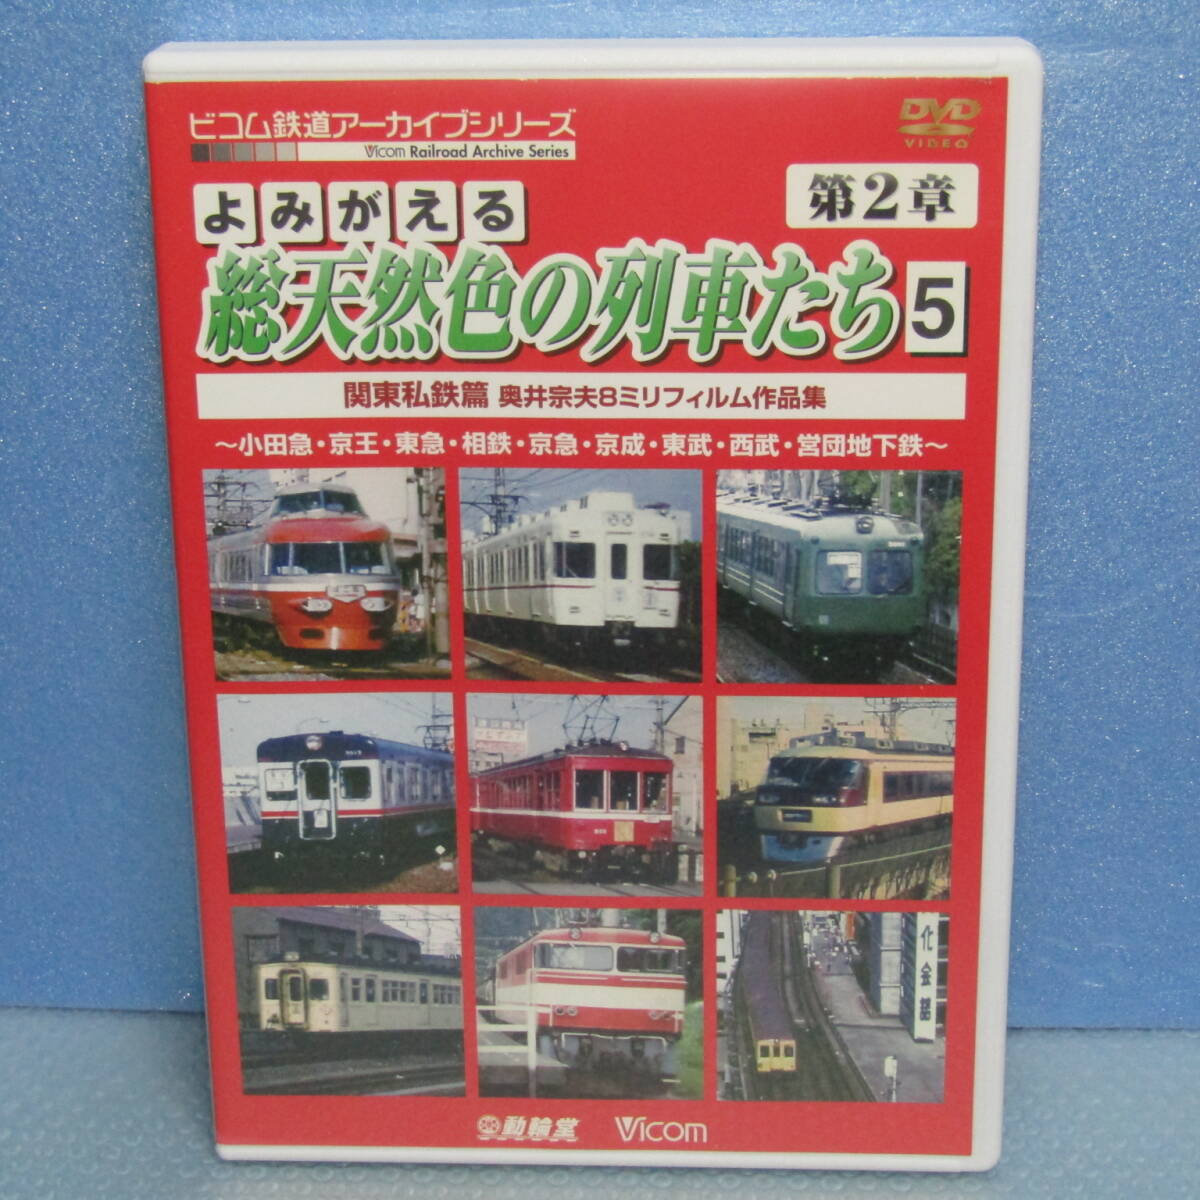 ビコム鉄道アーカイブシリーズ
Vicom Railroad Archive Series
DVD
VIDEO
第2章
よみがえる
総天然色の列車たち5
関東私鉄篇 奥井宗夫8ミリフィルム作品集
～小田急・京王・東急・相鉄・京急・京成・東武・西武・営団地下鉄～
化会部
動輪堂 Vicom